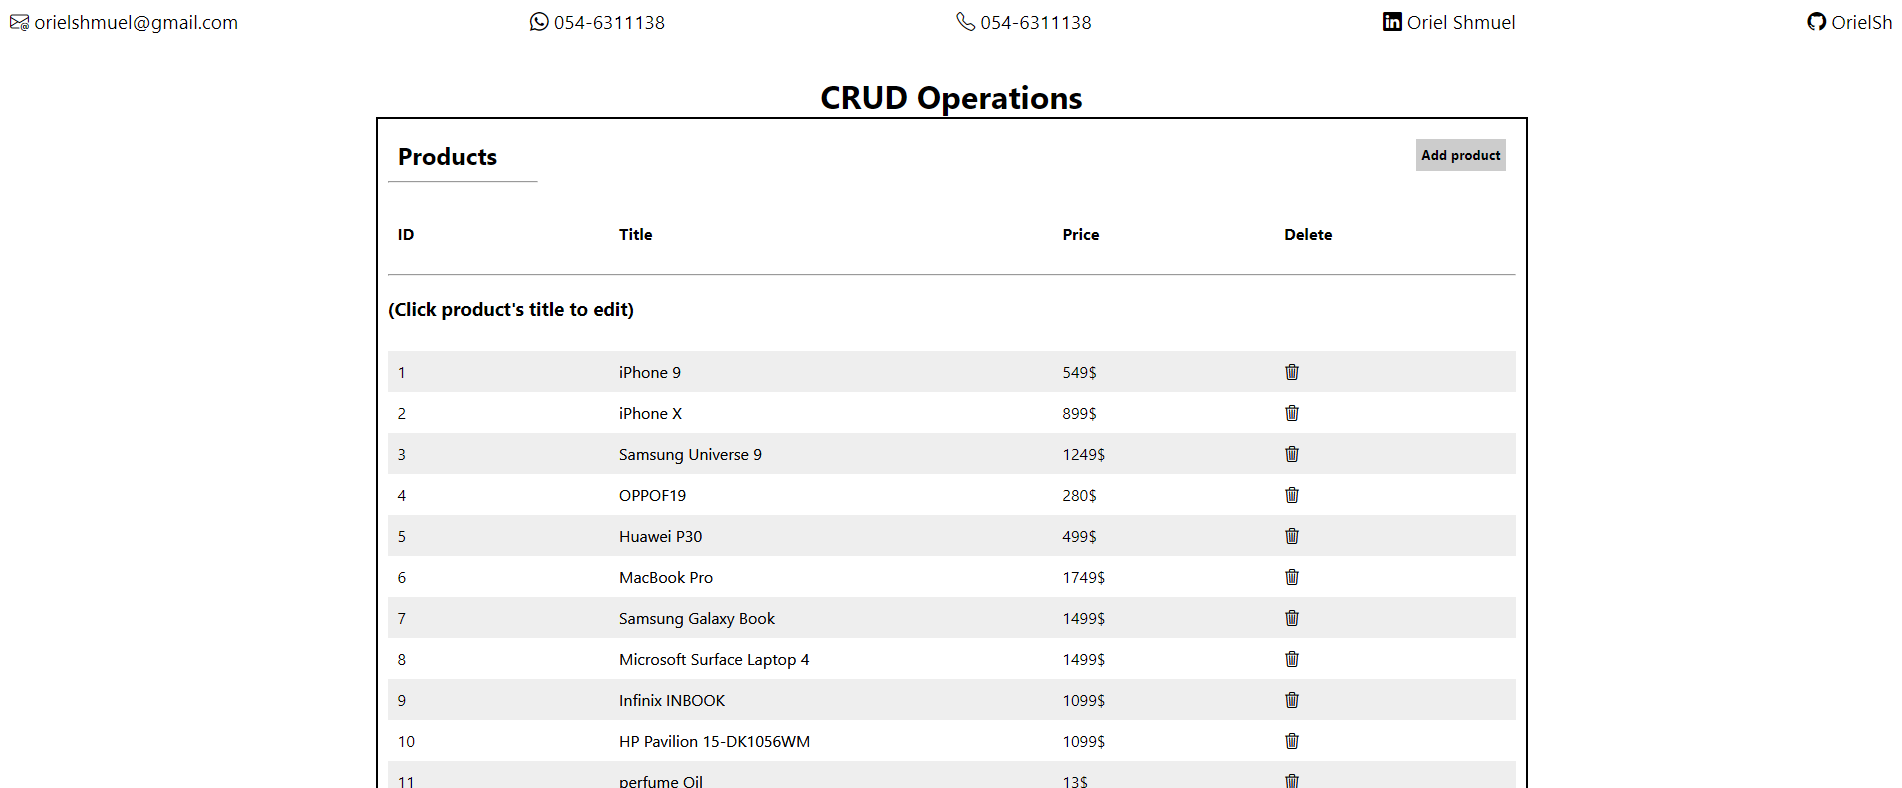 orielshmuel@gmail.com 054-6311138 054-6311138 Oriel Shmuel OrielSh
CRUD Operations
Products Add product
ID Title Price Delete
(Click product's title to edit)
1 iPhone 9 549$
2 iPhone X 899$
3 Samsung Universe 9 1249$
4 OPPOF19 280$
5 Huawei P30 499$
6 MacBook Pro 1749$
7 Samsung Galaxy Book 1499$
8 Microsoft Surface Laptop 4 1499$
9 Infinix INBOOK 1099$
10 HP Pavilion 15-DK1056WM 1099$
11 perfume Oil 13$